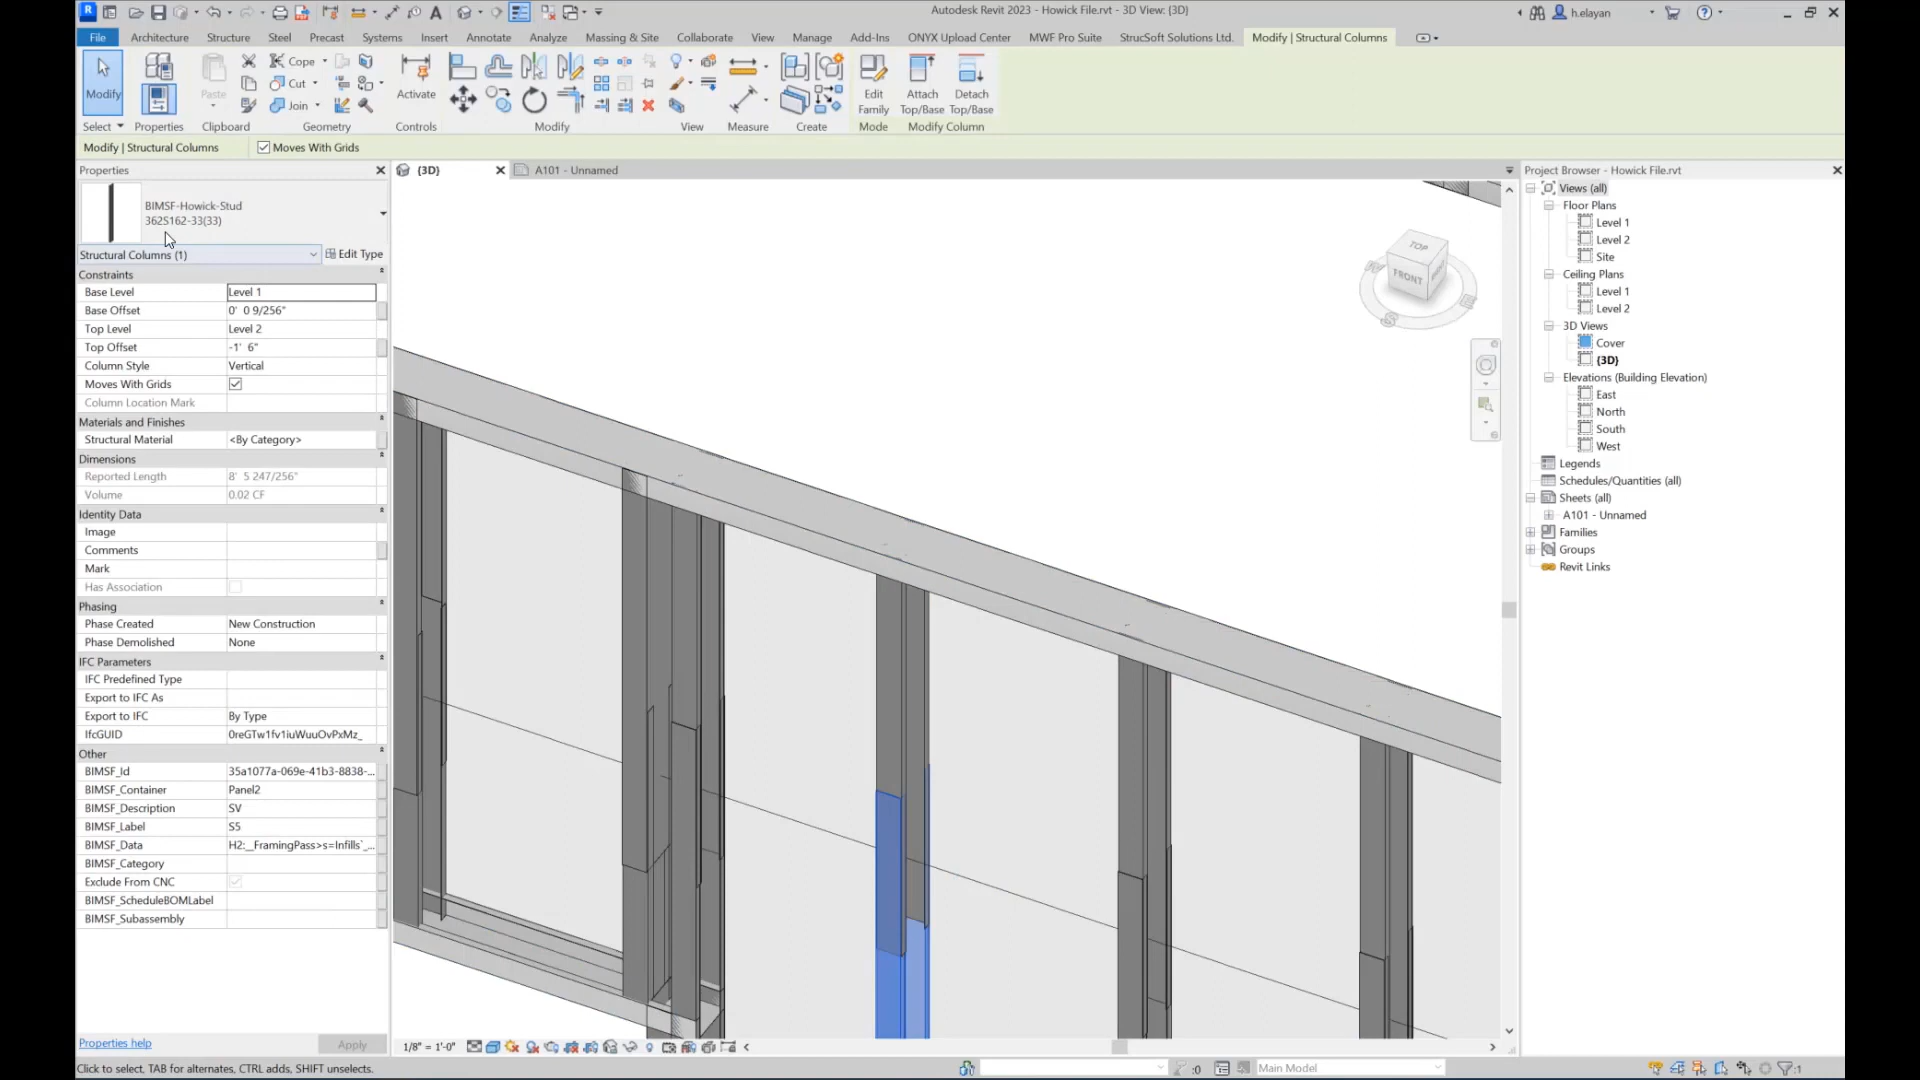 Autodesk Revit 2023 - Howick File.rvt - 3D View: {3D}
h.elayan
File Architecture Structure Steel Precast Systems Insert Annotate Analyze Massing & Site Collaborate View Manage Add-Ins ONYX Upload Center MWF Pro Suite StrucSoft Solutions Ltd. Modify | Structural Columns
Modify
Paste
Cope
Cut
Join
Activate
Edit Family
Attach Top/Base
Detach Top/Base
Select Properties Clipboard Geometry Controls Modify View Measure Create Mode Modify Column
Modify | Structural Columns
Moves With Grids
Properties
BIMSF-Howick-Stud
362S162-33(33)
Structural Columns (1)
Edit Type
Constraints
Base Level Level 1
Base Offset 0' 0 9/256"
Top Level Level 2
Top Offset -1' 6"
Column Style Vertical
Moves With Grids
Column Location Mark
Materials and Finishes
Structural Material <By Category>
Dimensions
Reported Length 8' 5 247/256"
Volume 0.02 CF
Identity Data
Image
Comments
Mark
Has Association
Phasing
Phase Created New Construction
Phase Demolished None
IFC Parameters
IFC Predefined Type
Export to IFC As
Export to IFC By Type
IfcGUID 0reGTw1fv1iuWuuOvPxMz_
Other
BIMSF_Id 35a1077a-069e-41b3-8838-...
BIMSF_Container Panel2
BIMSF_Description SV
BIMSF_Label S5
BIMSF_Data H2:__FramingPass>s=Infills`_...
BIMSF_Category
Exclude From CNC
BIMSF_ScheduleBOMLabel
BIMSF_Subassembly
Properties help
Apply
{3D}
A101 - Unnamed
TOP
FRONT
S
E
1/8" = 1'-0"
Project Browser - Howick File.rvt
Views (all)
Floor Plans
Level 1
Level 2
Site
Ceiling Plans
Level 1
Level 2
3D Views
Cover
{3D}
Elevations (Building Elevation)
East
North
South
West
Legends
Schedules/Quantities (all)
Sheets (all)
A101 - Unnamed
Families
Groups
Revit Links
Click to select, TAB for alternates, CTRL adds, SHIFT unselects.
:0
Main Model
:1